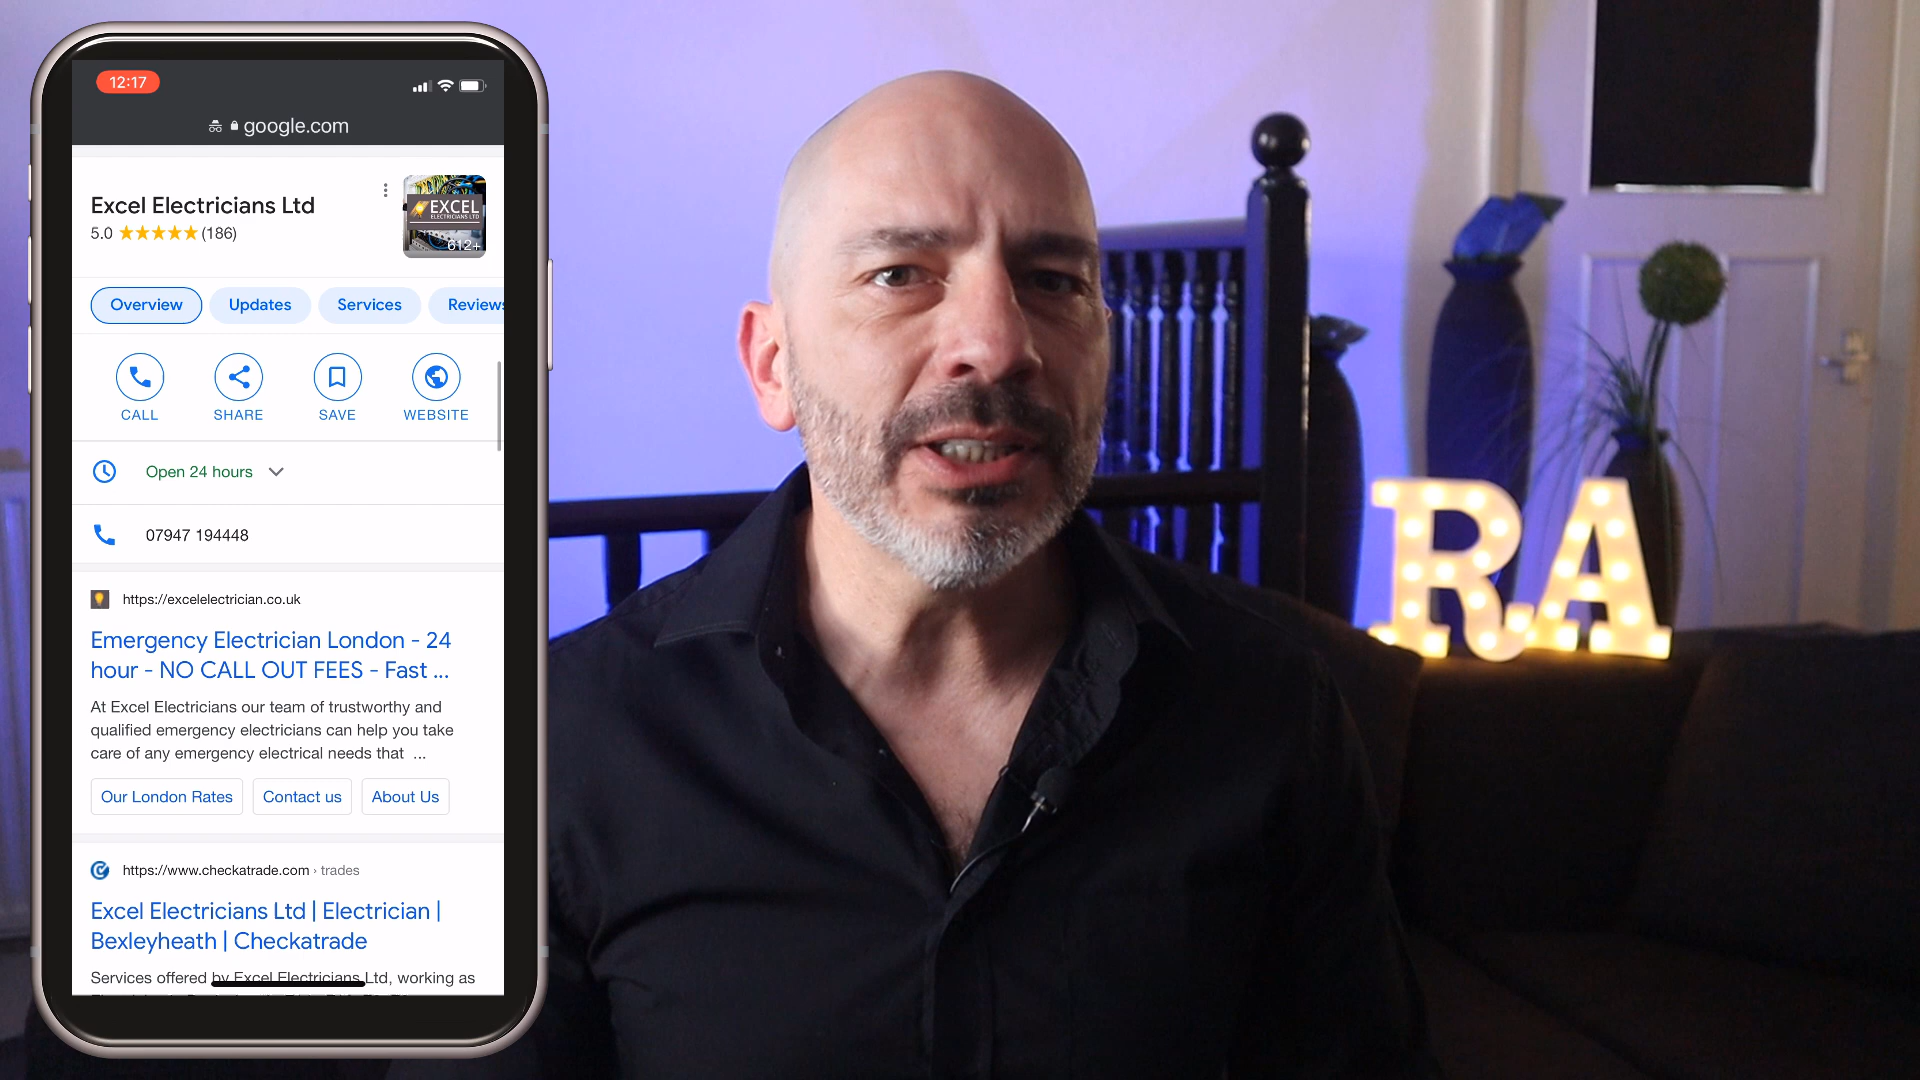 12:17
google.com
Excel Electricians Ltd
5.0 (186)
EXCEL
ELECTRICIANS LTD
612+
Overview Updates Services Reviews
CALL SHARE SAVE WEBSITE
Open 24 hours
07947 194448
https://excelelectrician.co.uk
Emergency Electrician London - 24
hour - NO CALL OUT FEES - Fast ...
At Excel Electricians our team of trustworthy and
qualified emergency electricians can help you take
care of any emergency electrical needs that ...
Our London Rates Contact us About Us
https://www.checkatrade.com › trades
Excel Electricians Ltd | Electrician |
Bexleyheath | Checkatrade
Services offered by Excel Electricians Ltd, working as
RA